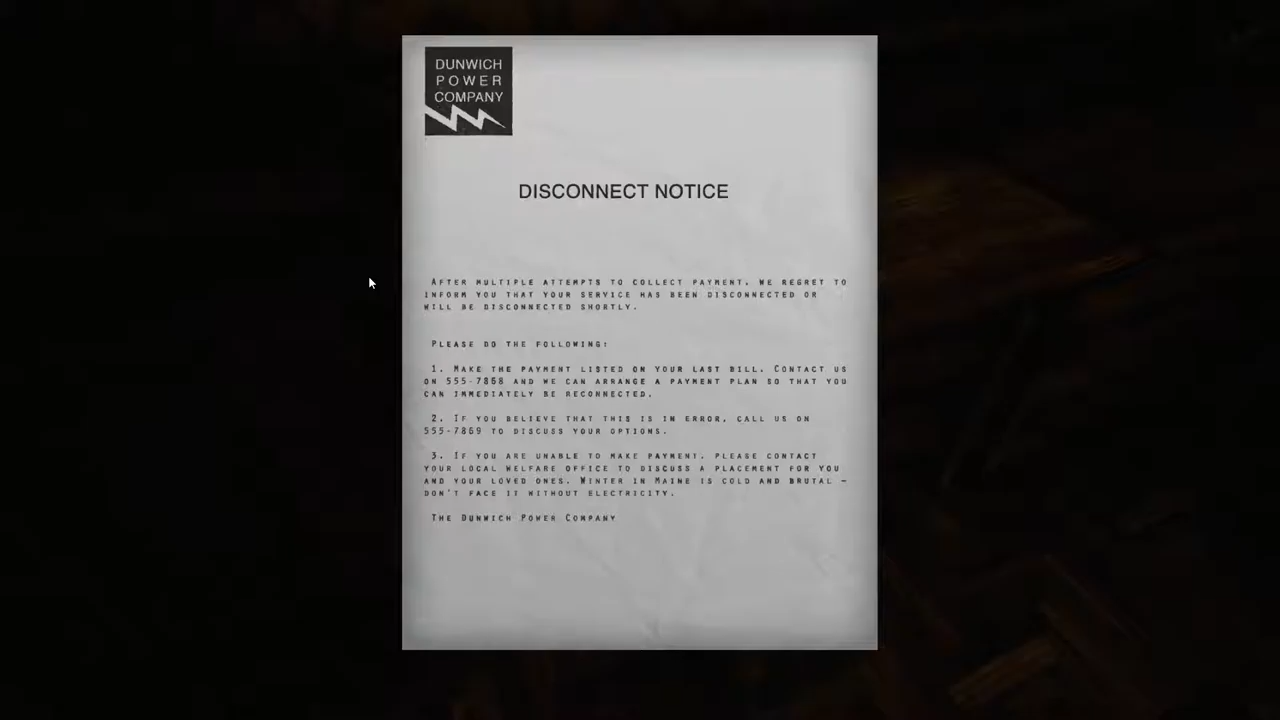 DUNWICH
POWER
COMPANY
DISCONNECT NOTICE
AFTER MULTIPLE ATTEMPTS TO COLLECT PAYMENT, WE REGRET TO
INFORM YOU THAT YOUR SERVICE HAS BEEN DISCONNECTED OR
WILL BE DISCONNECTED SHORTLY.
PLEASE DO THE FOLLOWING:
1. MAKE THE PAYMENT LISTED ON YOUR LAST BILL. CONTACT US
ON 555-7868 AND WE CAN ARRANGE A PAYMENT PLAN SO THAT YOU
CAN IMMEDIATELY BE RECONNECTED.
2. IF YOU BELIEVE THAT THIS IS IN ERROR, CALL US ON
555-7869 TO DISCUSS YOUR OPTIONS.
3. IF YOU ARE UNABLE TO MAKE PAYMENT, PLEASE CONTACT
YOUR LOCAL WELFARE OFFICE TO DISCUSS A PLACEMENT FOR YOU
AND YOUR LOVED ONES. WINTER IN MAINE IS COLD AND BRUTAL –
DON'T FACE IT WITHOUT ELECTRICITY.
THE DUNWICH POWER COMPANY